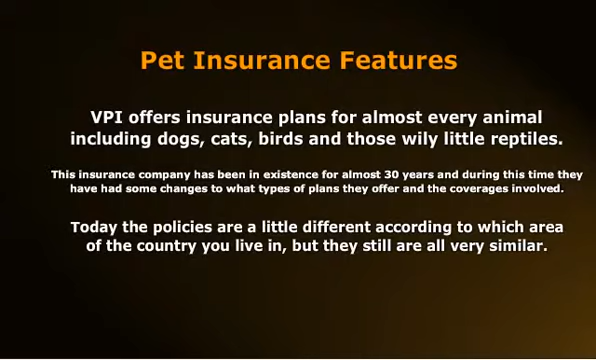 Pet Insurance Features
VPI offers insurance plans for almost every animal
including dogs, cats, birds and those wily little reptiles.
This insurance company has been in existence for almost 30 years and during this time they
have had some changes to what types of plans they offer and the coverages involved.
Today the policies are a little different according to which area
of the country you live in, but they still are all very similar.